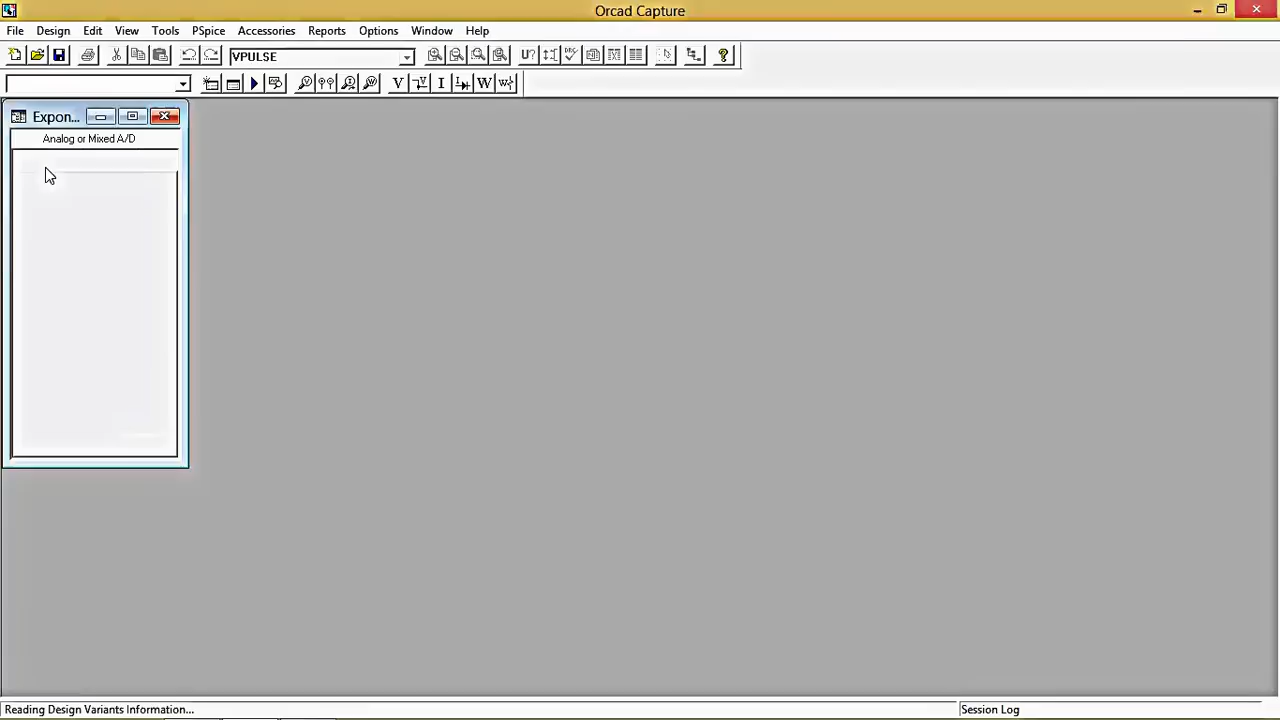 Orcad Capture
File Design Edit View Tools PSpice Accessories Reports Options Window Help
VPULSE U? ?
V I W
Expon...
Analog or Mixed A/D
Reading Design Variants Information... Session Log